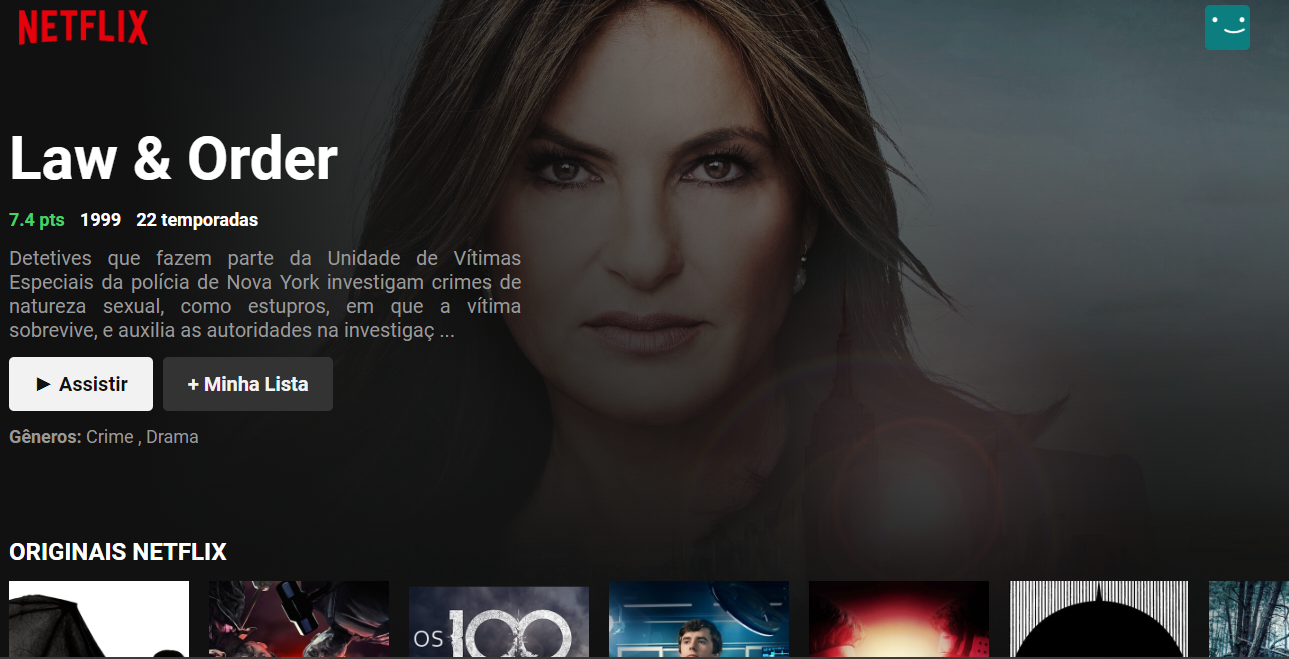 NETFLIX
Law & Order
7.4 pts 1999 22 temporadas
Detetives que fazem parte da Unidade de Vítimas
Especiais da polícia de Nova York investigam crimes de
natureza sexual, como estupros, em que a vítima
sobrevive, e auxilia as autoridades na investigaç ...
► Assistir + Minha Lista
Gêneros: Crime , Drama
ORIGINAIS NETFLIX
OS 100